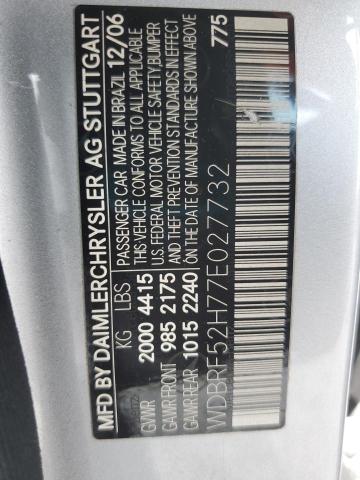 MFD BY DAIMLERCHRYSLER AG STUTTGART
PASSENGER CAR MADE IN BRAZIL 12/06
KG LBS
THIS VEHICLE CONFORMS TO ALL APPLICABLE
GVWR 2000 4415
U.S. FEDERAL MOTOR VEHICLE SAFETY, BUMPER
GAWR FRONT 985 2175
AND THEFT PREVENTION STANDARDS IN EFFECT
GAWR REAR 1015 2240
ON THE DATE OF MANUFACTURE SHOWN ABOVE
775
WDBRF52H77E027732